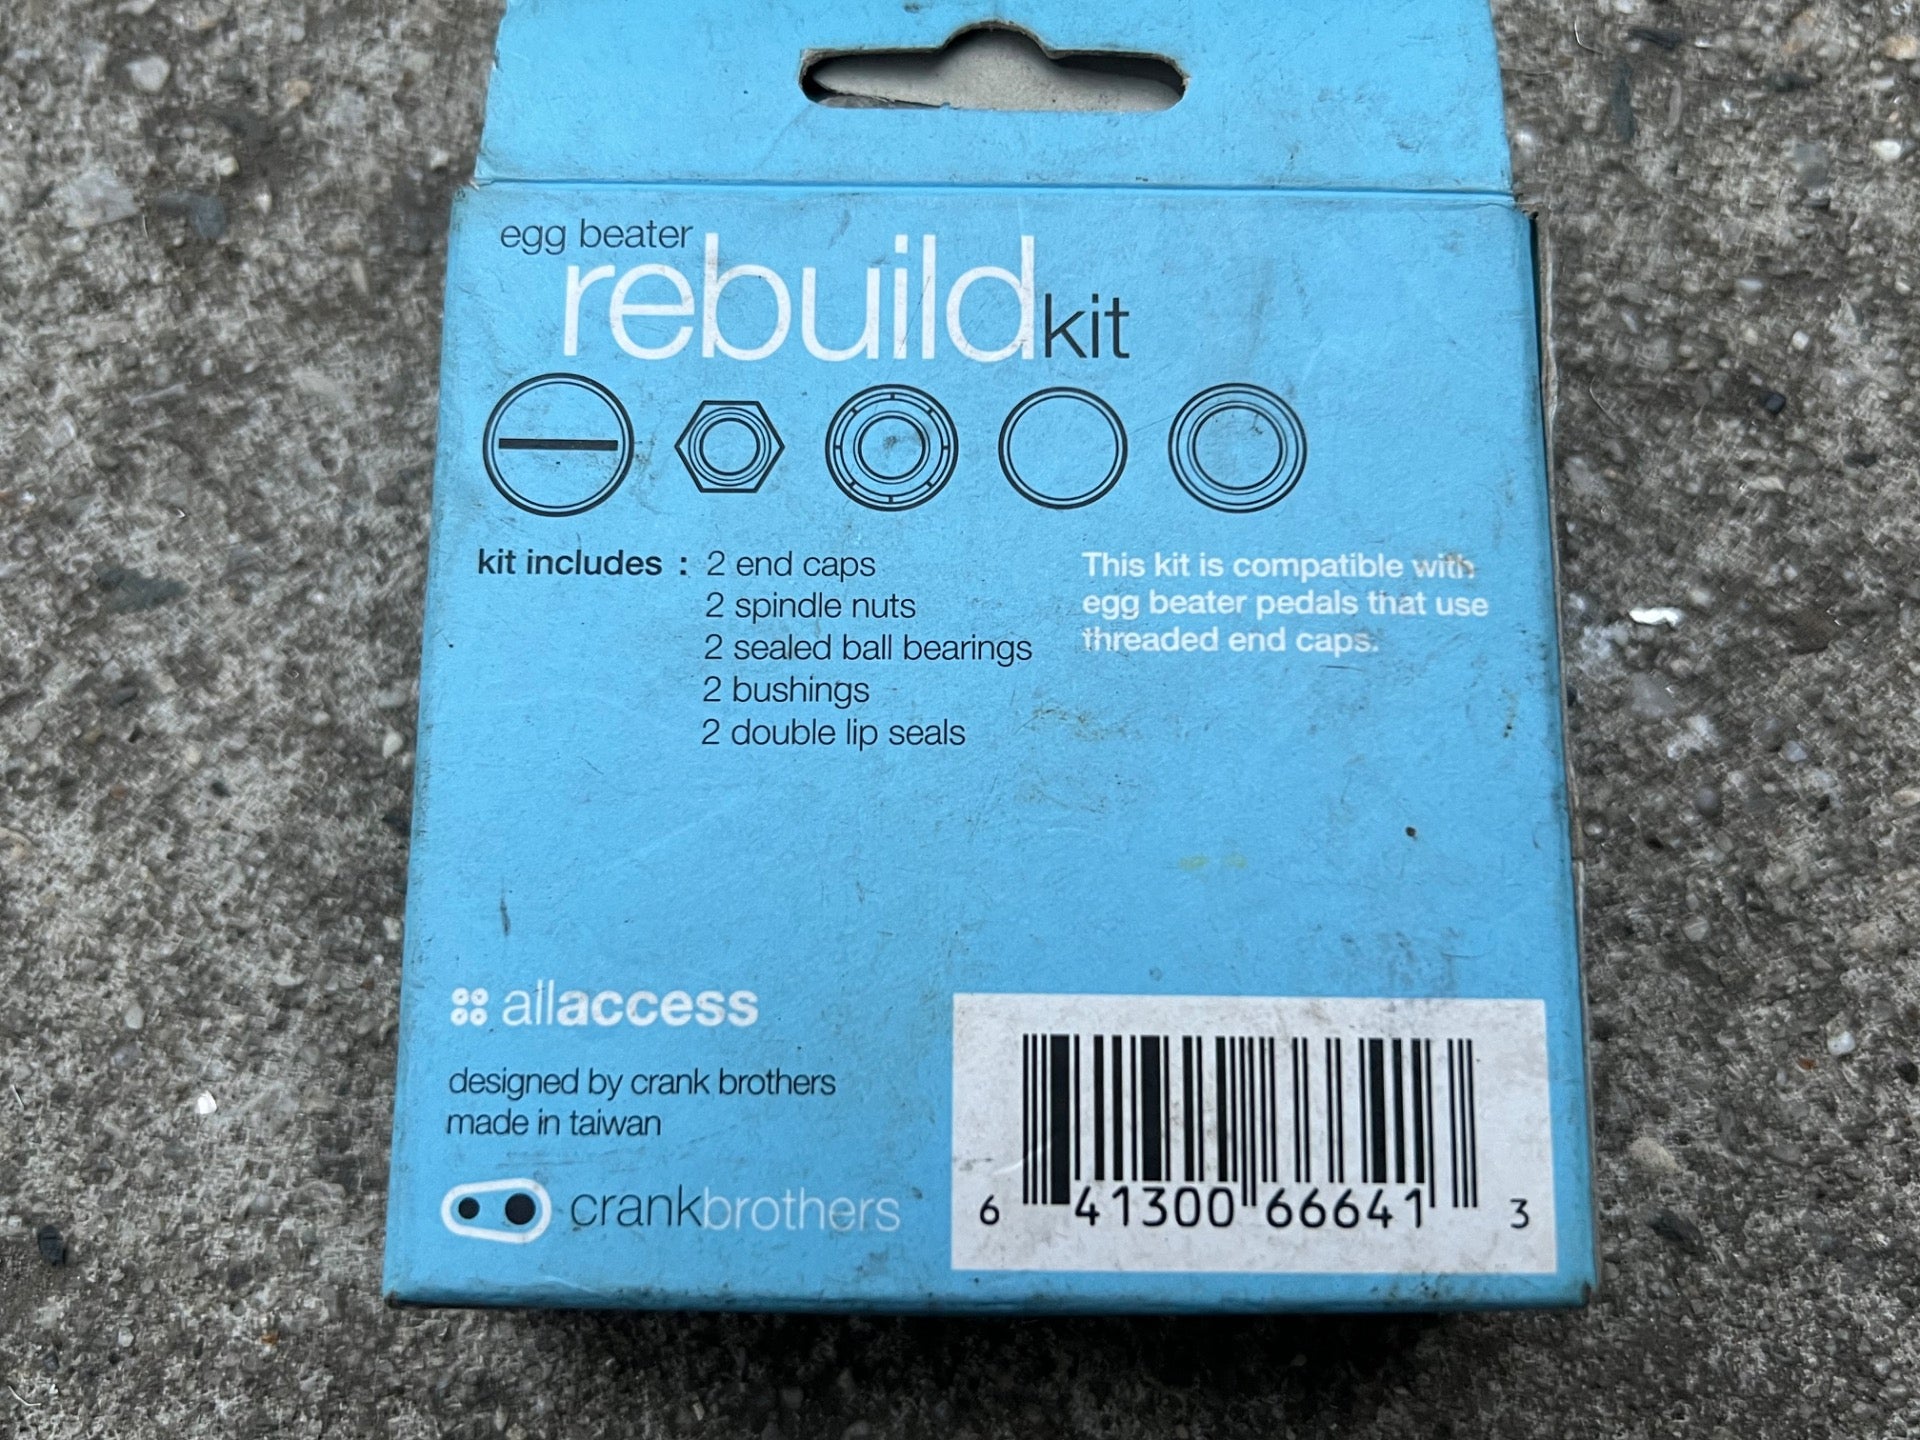 egg beater
rebuildkit
kit includes : 2 end caps
2 spindle nuts
2 sealed ball bearings
2 bushings
2 double lip seals
This kit is compatible with
egg beater pedals that use
threaded end caps.
allaccess
designed by crank brothers
made in taiwan
crankbrothers
6 41300 66641 3